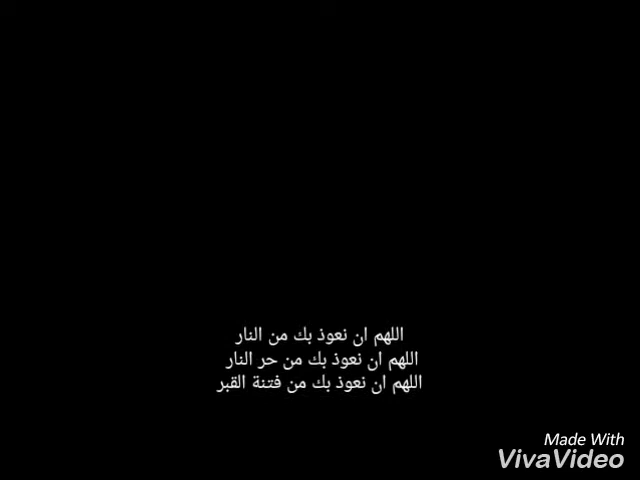 اللهم ان نعوذ بك من النار
اللهم ان نعوذ بك من حر النار
اللهم ان نعوذ بك من فتنة القبر
Made With
VivaVideo